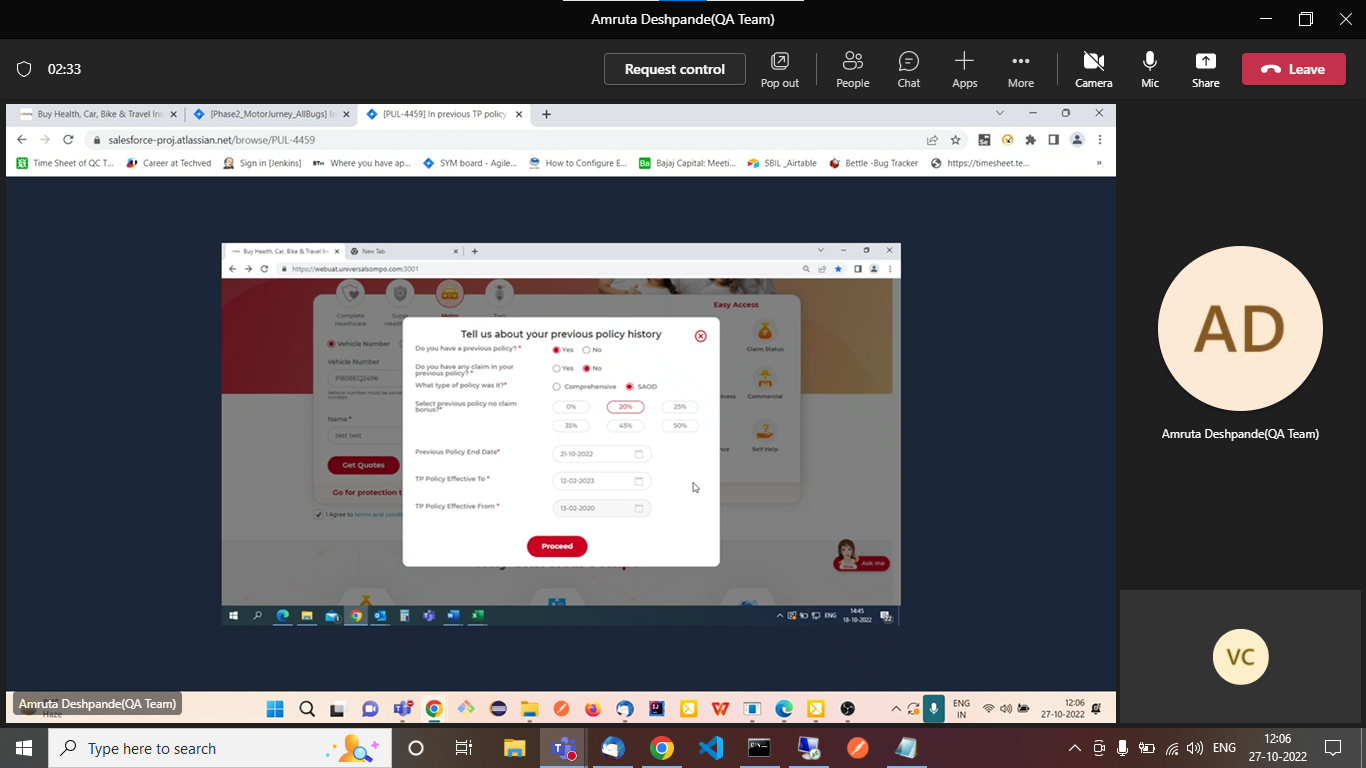 Amruta Deshpande(QA Team)
02:33
Request control
Pop out
People
Chat
Apps
More
Camera
Mic
Share
Leave
Buy Health, Car, Bike & Travel Ins
[Phase2_MotorJurney_AllBugs] Is
[PUL-4459] In previous TP policy
salesforce-proj.atlassian.net/browse/PUL-4459
Time Sheet of QC T...
Career at Techved
Sign in [Jenkins]
Where you have ap...
SYM board - Agile...
How to Configure E...
Bajaj Capital: Meeti...
SBIL _Airtable
Bettle -Bug Tracker
https://timesheet.te...
»
Buy Health, Car, Bike & Travel Ins
New Tab
https://webuat.universalsompo.com:3001
Complete
Healthcare
Super
Motor
Easy Access
Vehicle Number
Vehicle Number
PB08EQ2496
Vehicle number must be same
number.
Name *
test test
Get Quotes
Go for protection t
I Agree to terms and conditi
Claim Status
Commercial
Self Help
Tell us about your previous policy history
Do you have a previous policy? *
Yes
No
Do you have any claim in your
previous policy? *
Yes
No
What type of policy was it?*
Comprehensive
SAOD
Select previous policy no claim
bonus?*
0%
20%
25%
35%
45%
50%
Previous Policy End Date*
21-10-2022
TP Policy Effective To *
12-02-2023
TP Policy Effective From *
13-02-2020
Proceed
Ask me
ENG
14:45
18-10-2022
22
AD
Amruta Deshpande(QA Team)
VC
Amruta Deshpande(QA Team)
Haze
ENG
IN
12:06
27-10-2022
Type here to search
ENG
12:06
27-10-2022